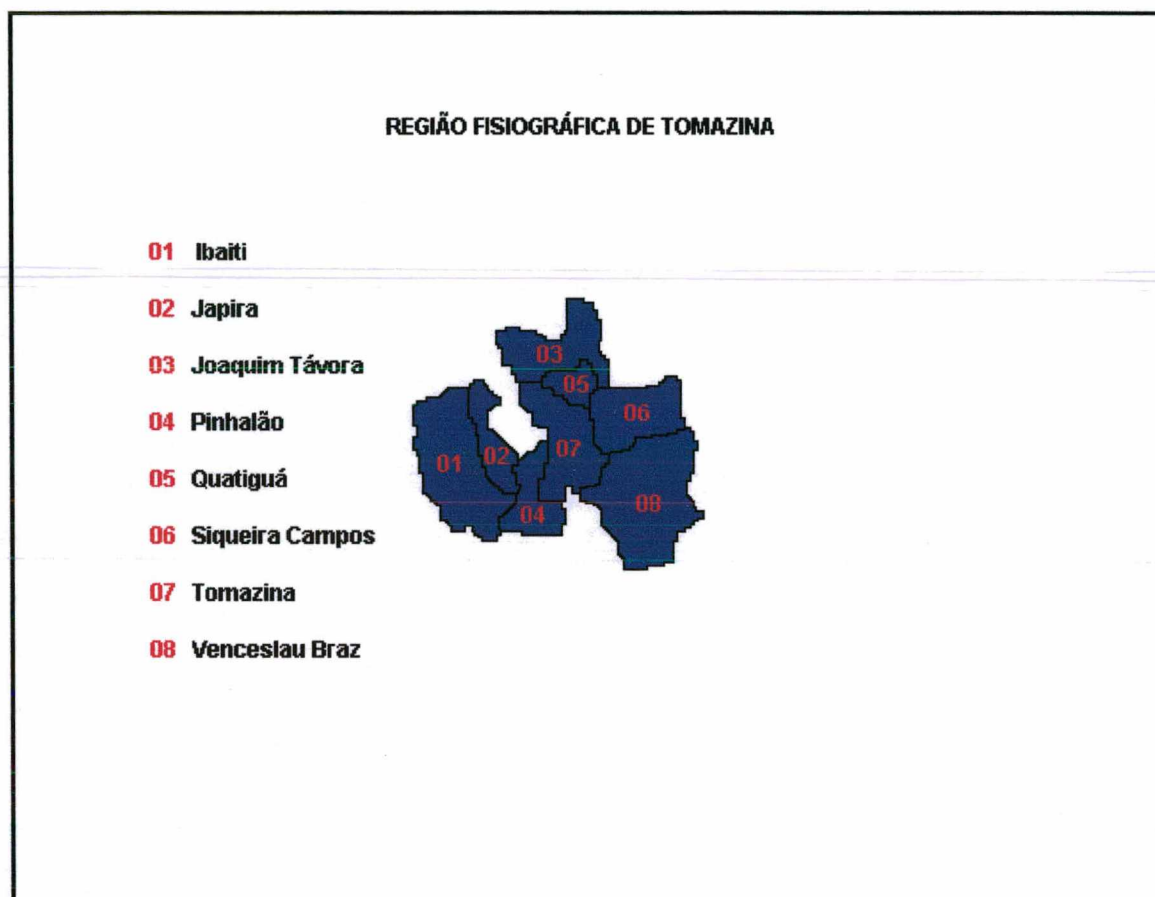 REGIÃO FISIOGRÁFICA DE TOMAZINA
01 Ibaiti
02 Japira
03 Joaquim Távora
04 Pinhalão
05 Quatiguá
06 Siqueira Campos
07 Tomazina
08 Venceslau Braz
03
05
06
01
02
07
08
04